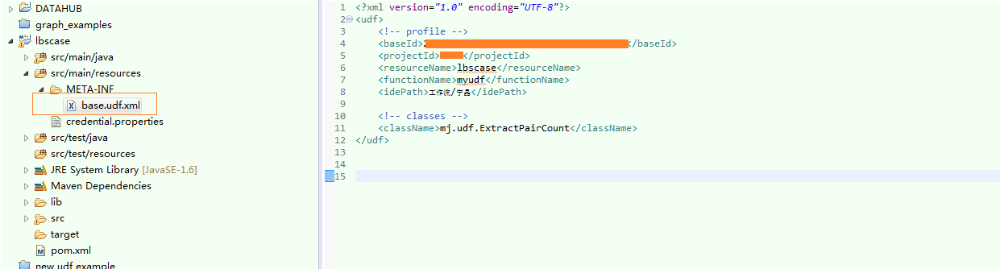 DATAHUB
graph_examples
lbscase
src/main/java
src/main/resources
META-INF
base.udf.xml
credential.properties
src/test/java
src/test/resources
JRE System Library [JavaSE-1.6]
Maven Dependencies
lib
src
target
pom.xml
new udf example
1 <?xml version="1.0" encoding="UTF-8"?>
2 <udf>
3 <!-- profile -->
4 <baseId></baseId>
5 <projectId></projectId>
6 <resourceName>lbscase</resourceName>
7 <functionName>myudf</functionName>
8 <idePath>工作流/宁晶</idePath>
9
10 <!-- classes -->
11 <className>mj.udf.ExtractPairCount</className>
12 </udf>
13
14
15